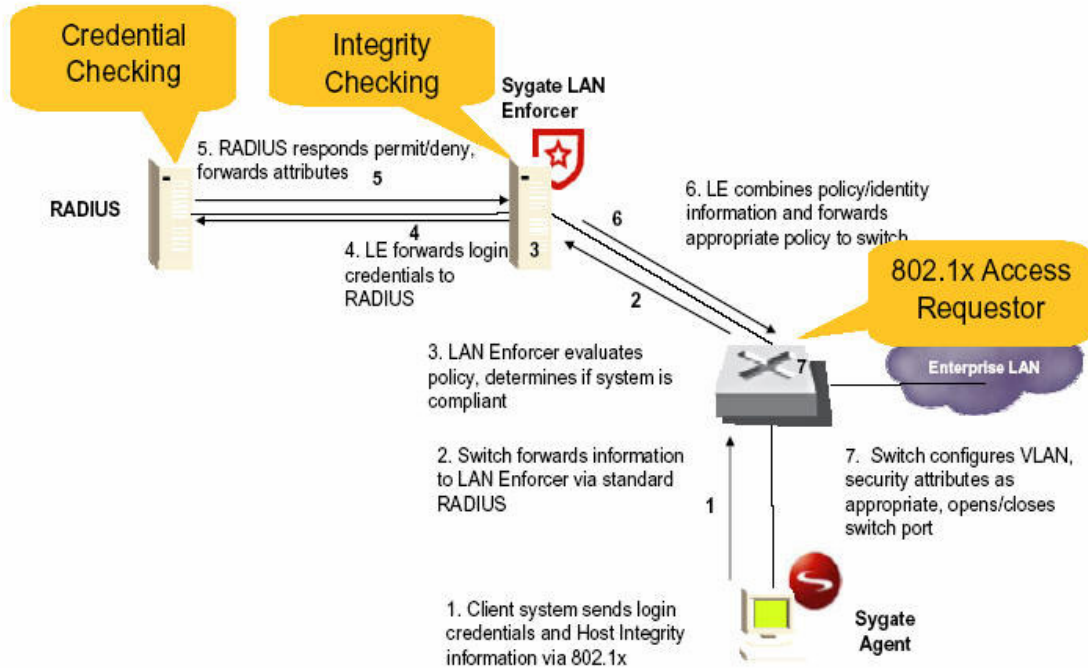 Credential
Checking
Integrity
Checking
Sygate LAN
Enforcer
5. RADIUS responds permit/deny,
forwards attributes
5
RADIUS
4
3
4. LE forwards login
credentials to
RADIUS
6
6. LE combines policy/identity
information and forwards
appropriate policy to switch
2
802.1x Access
Requestor
3. LAN Enforcer evaluates
policy, determines if system is
compliant
7
Enterprise LAN
2. Switch forwards information
to LAN Enforcer via standard
RADIUS
1
7. Switch configures VLAN,
security attributes as
appropriate, opens/closes
switch port
1. Client system sends login
credentials and Host Integrity
information via 802.1x
S
Sygate
Agent